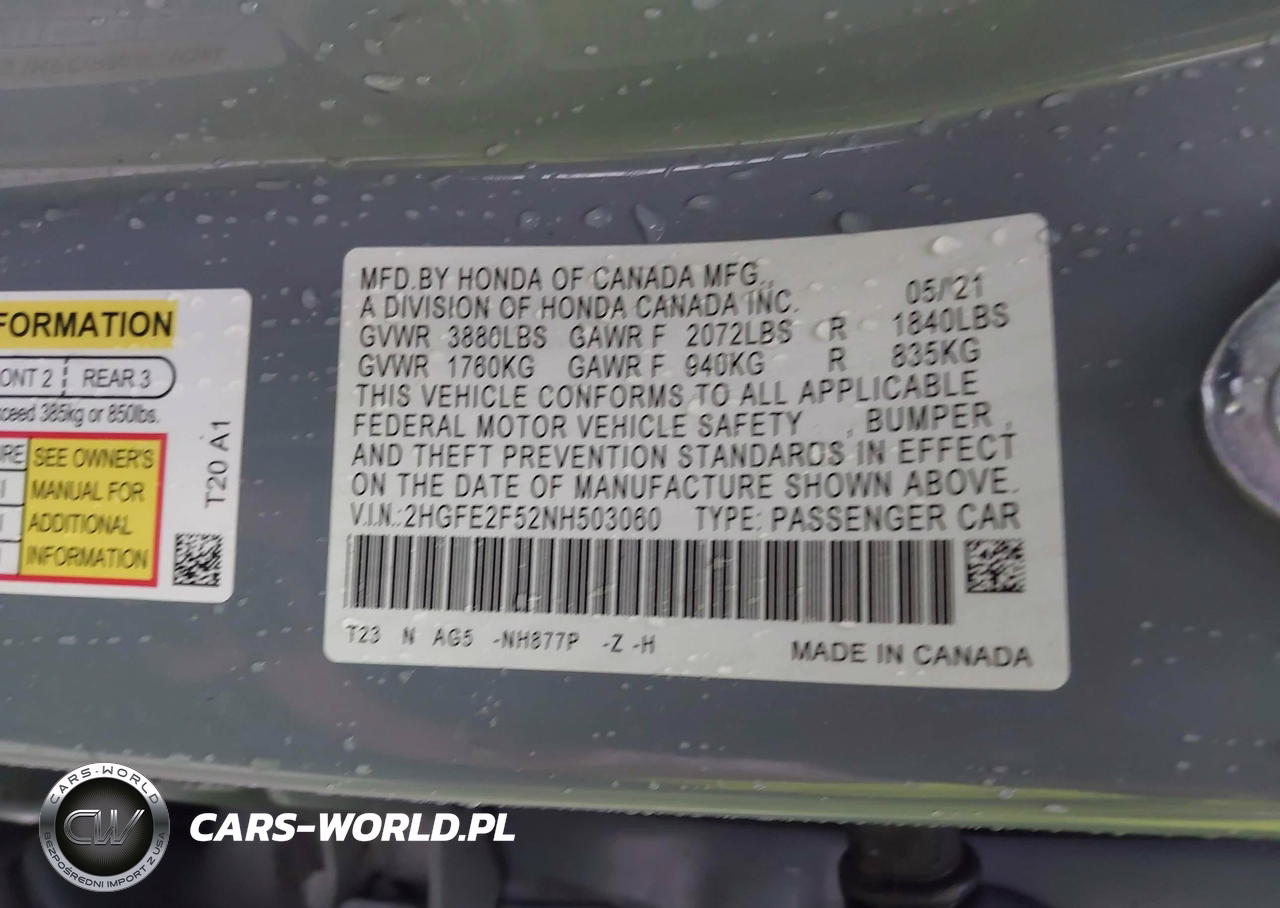 MFD.BY HONDA OF CANADA MFG.,
A DIVISION OF HONDA CANADA INC.
05/'21
GVWR 3880LBS GAWR F 2072LBS R 1840LBS
GVWR 1760KG GAWR F 940KG R 835KG
THIS VEHICLE CONFORMS TO ALL APPLICABLE
FEDERAL MOTOR VEHICLE SAFETY , BUMPER ,
AND THEFT PREVENTION STANDARDS IN EFFECT
ON THE DATE OF MANUFACTURE SHOWN ABOVE.
V.I.N.:2HGFE2F52NH503060 TYPE: PASSENGER CAR
T23 N AG5 -NH877P -Z -H
MADE IN CANADA
FORMATION
ONT 2 REAR 3
xceed 385kg or 850lbs.
SEE OWNER'S
MANUAL FOR
ADDITIONAL
INFORMATION
T20 A1
CARS-WORLD
CW
BEZPOŚREDNI IMPORT Z USA
CARS-WORLD.PL